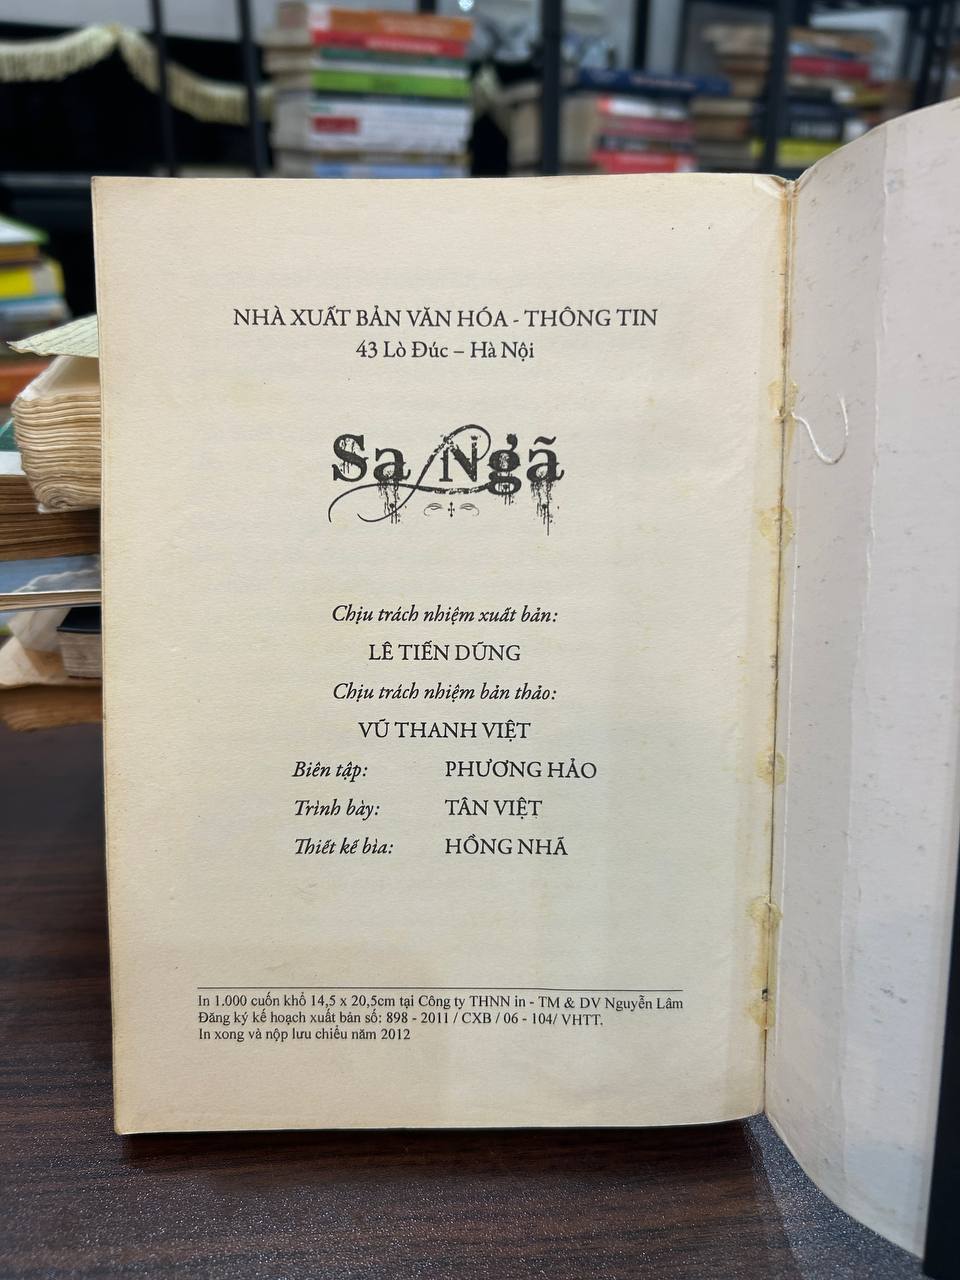 NHÀ XUẤT BẢN VĂN HÓA - THÔNG TIN
43 Lò Đúc – Hà Nội
Sa Ngã
Chịu trách nhiệm xuất bản:
LÊ TIẾN DŨNG
Chịu trách nhiệm bản thảo:
VŨ THANH VIỆT
Biên tập: PHƯƠNG HẢO
Trình bày: TÂN VIỆT
Thiết kế bìa: HỒNG NHÃ
In 1.000 cuốn khổ 14,5 x 20,5cm tại Công ty THNN in - TM & DV Nguyễn Lâm
Đăng ký kế hoạch xuất bản số: 898 - 2011 / CXB / 06 - 104/ VHTT.
In xong và nộp lưu chiểu năm 2012